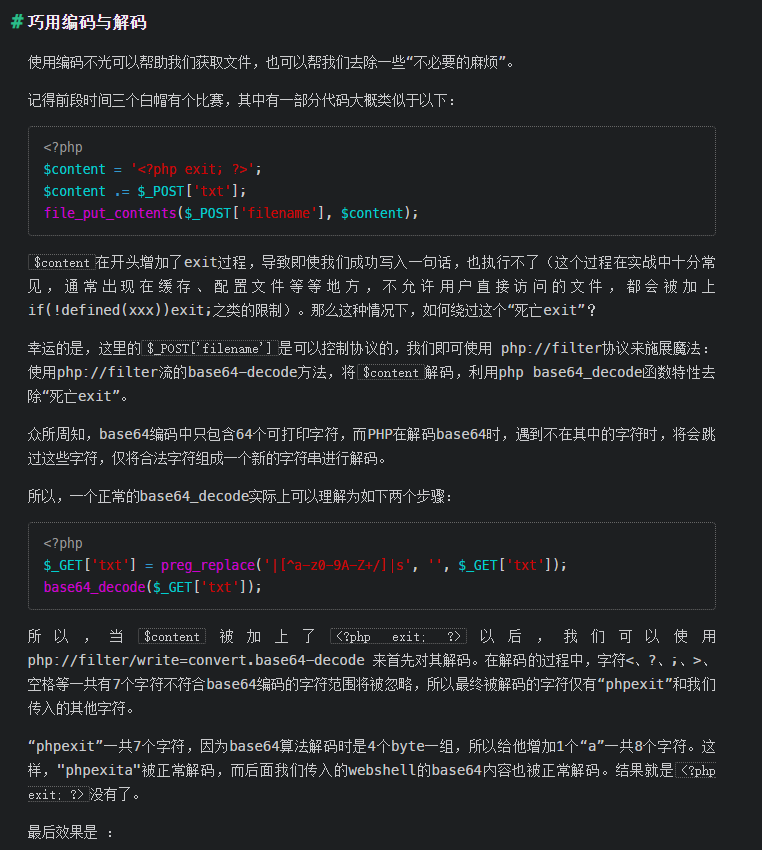 # 巧用编码与解码
使用编码不光可以帮助我们获取文件，也可以帮我们去除一些“不必要的麻烦”。
记得前段时间三个白帽有个比赛，其中有一部分代码大概类似于以下：
<?php
$content = '<?php exit; ?>';
$content .= $_POST['txt'];
file_put_contents($_POST['filename'], $content);
$content在开头增加了exit过程，导致即使我们成功写入一句话，也执行不了（这个过程在实战中十分常
见，通常出现在缓存、配置文件等等地方，不允许用户直接访问的文件，都会被加上
if(!defined(xxx))exit;之类的限制）。那么这种情况下，如何绕过这个“死亡exit”？
幸运的是，这里的$_POST['filename']是可以控制协议的，我们即可使用 php://filter协议来施展魔法：
使用php://filter流的base64-decode方法，将$content解码，利用php base64_decode函数特性去
除“死亡exit”。
众所周知，base64编码中只包含64个可打印字符，而PHP在解码base64时，遇到不在其中的字符时，将会跳
过这些字符，仅将合法字符组成一个新的字符串进行解码。
所以，一个正常的base64_decode实际上可以理解为如下两个步骤：
<?php
$_GET['txt'] = preg_replace('|[^a-z0-9A-Z+/]|s', '', $_GET['txt']);
base64_decode($_GET['txt']);
所以，当 $content 被加上了 <?php exit; ?> 以后，我们可以使用
php://filter/write=convert.base64-decode 来首先对其解码。在解码的过程中，字符<、?、;、>、
空格等一共有7个字符不符合base64编码的字符范围将被忽略，所以最终被解码的字符仅有“phpexit”和我们
传入的其他字符。
“phpexit”一共7个字符，因为base64算法解码时是4个byte一组，所以给他增加1个“a”一共8个字符。这
样，"phpexita"被正常解码，而后面我们传入的webshell的base64内容也被正常解码。结果就是<?php
exit; ?>没有了。
最后效果是 ：